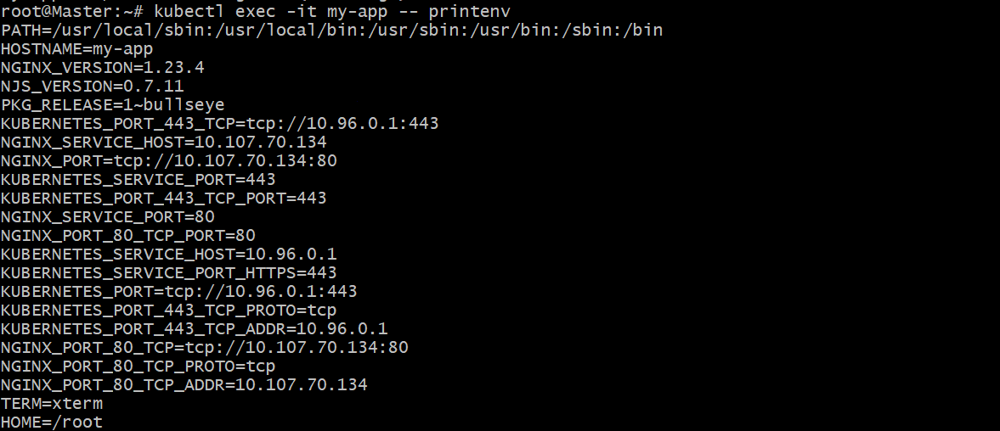 root@Master:~# kubectl exec -it my-app -- printenv
PATH=/usr/local/sbin:/usr/local/bin:/usr/sbin:/usr/bin:/sbin:/bin
HOSTNAME=my-app
NGINX_VERSION=1.23.4
NJS_VERSION=0.7.11
PKG_RELEASE=1~bullseye
KUBERNETES_PORT_443_TCP=tcp://10.96.0.1:443
NGINX_SERVICE_HOST=10.107.70.134
NGINX_PORT=tcp://10.107.70.134:80
KUBERNETES_SERVICE_PORT=443
KUBERNETES_PORT_443_TCP_PORT=443
NGINX_SERVICE_PORT=80
NGINX_PORT_80_TCP_PORT=80
KUBERNETES_SERVICE_HOST=10.96.0.1
KUBERNETES_SERVICE_PORT_HTTPS=443
KUBERNETES_PORT=tcp://10.96.0.1:443
KUBERNETES_PORT_443_TCP_PROTO=tcp
KUBERNETES_PORT_443_TCP_ADDR=10.96.0.1
NGINX_PORT_80_TCP=tcp://10.107.70.134:80
NGINX_PORT_80_TCP_PROTO=tcp
NGINX_PORT_80_TCP_ADDR=10.107.70.134
TERM=xterm
HOME=/root